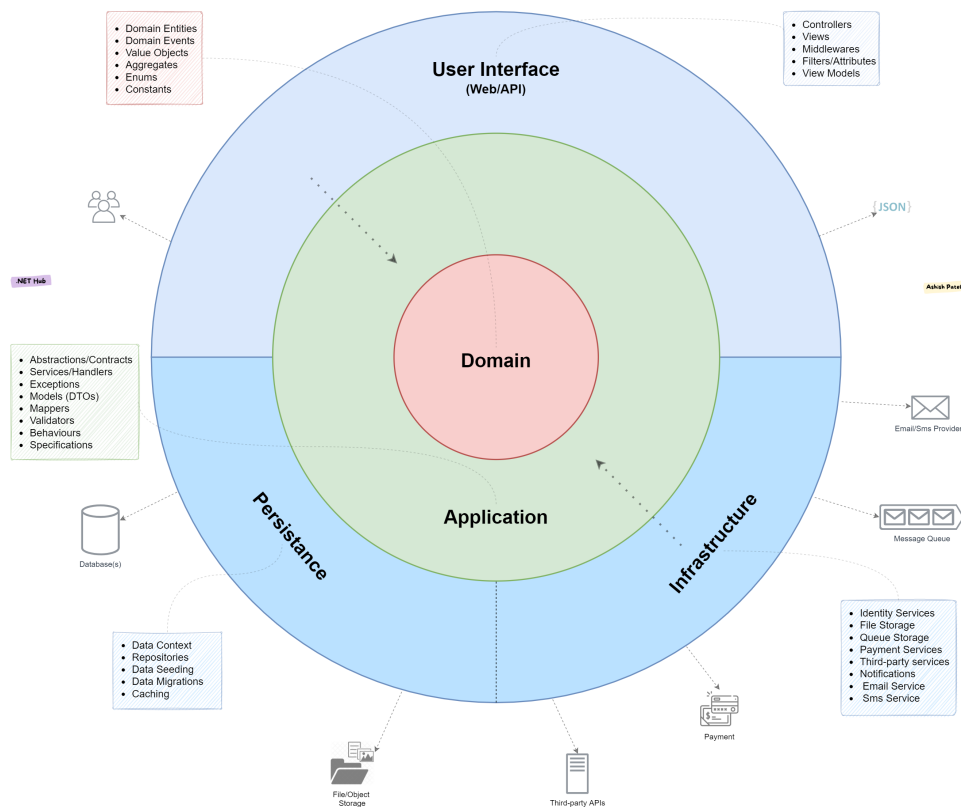 Domain Entities
Domain Events
Value Objects
Aggregates
Enums
Constants
User Interface
(Web/API)
Controllers
Views
Middlewares
Filters/Attributes
View Models
{JSON}
.NET Hub
Ashish Patel
Abstractions/Contracts
Services/Handlers
Exceptions
Models (DTOs)
Mappers
Validators
Behaviours
Specifications
Domain
Email/Sms Provider
Application
Persistance
Infrastructure
Database(s)
Message Queue
Data Context
Repositories
Data Seeding
Data Migrations
Caching
Identity Services
File Storage
Queue Storage
Payment Services
Third-party services
Notifications
Email Service
Sms Service
Payment
File/Object
Storage
Third-party APIs